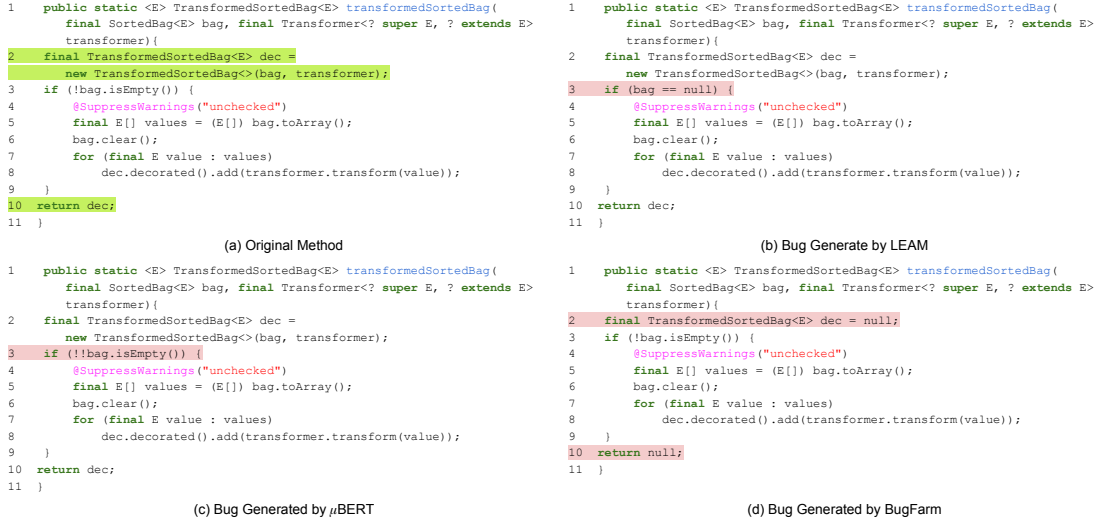 1 public static <E> TransformedSortedBag<E> transformedSortedBag(
final SortedBag<E> bag, final Transformer<? super E, ? extends E>
transformer){
2 final TransformedSortedBag<E> dec =
new TransformedSortedBag<>(bag, transformer);
3 if (!bag.isEmpty()) {
4 @SuppressWarnings("unchecked")
5 final E[] values = (E[]) bag.toArray();
6 bag.clear();
7 for (final E value : values)
8 dec.decorated().add(transformer.transform(value));
9 }
10 return dec;
11 }
(a) Original Method
1 public static <E> TransformedSortedBag<E> transformedSortedBag(
final SortedBag<E> bag, final Transformer<? super E, ? extends E>
transformer){
2 final TransformedSortedBag<E> dec =
new TransformedSortedBag<>(bag, transformer);
3 if (bag == null) {
4 @SuppressWarnings("unchecked")
5 final E[] values = (E[]) bag.toArray();
6 bag.clear();
7 for (final E value : values)
8 dec.decorated().add(transformer.transform(value));
9 }
10 return dec;
11 }
(b) Bug Generate by LEAM
1 public static <E> TransformedSortedBag<E> transformedSortedBag(
final SortedBag<E> bag, final Transformer<? super E, ? extends E>
transformer){
2 final TransformedSortedBag<E> dec =
new TransformedSortedBag<>(bag, transformer);
3 if (!!bag.isEmpty()) {
4 @SuppressWarnings("unchecked")
5 final E[] values = (E[]) bag.toArray();
6 bag.clear();
7 for (final E value : values)
8 dec.decorated().add(transformer.transform(value));
9 }
10 return dec;
11 }
(c) Bug Generated by μBERT
1 public static <E> TransformedSortedBag<E> transformedSortedBag(
final SortedBag<E> bag, final Transformer<? super E, ? extends E>
transformer){
2 final TransformedSortedBag<E> dec = null;
3 if (!bag.isEmpty()) {
4 @SuppressWarnings("unchecked")
5 final E[] values = (E[]) bag.toArray();
6 bag.clear();
7 for (final E value : values)
8 dec.decorated().add(transformer.transform(value));
9 }
10 return null;
11 }
(d) Bug Generated by BugFarm